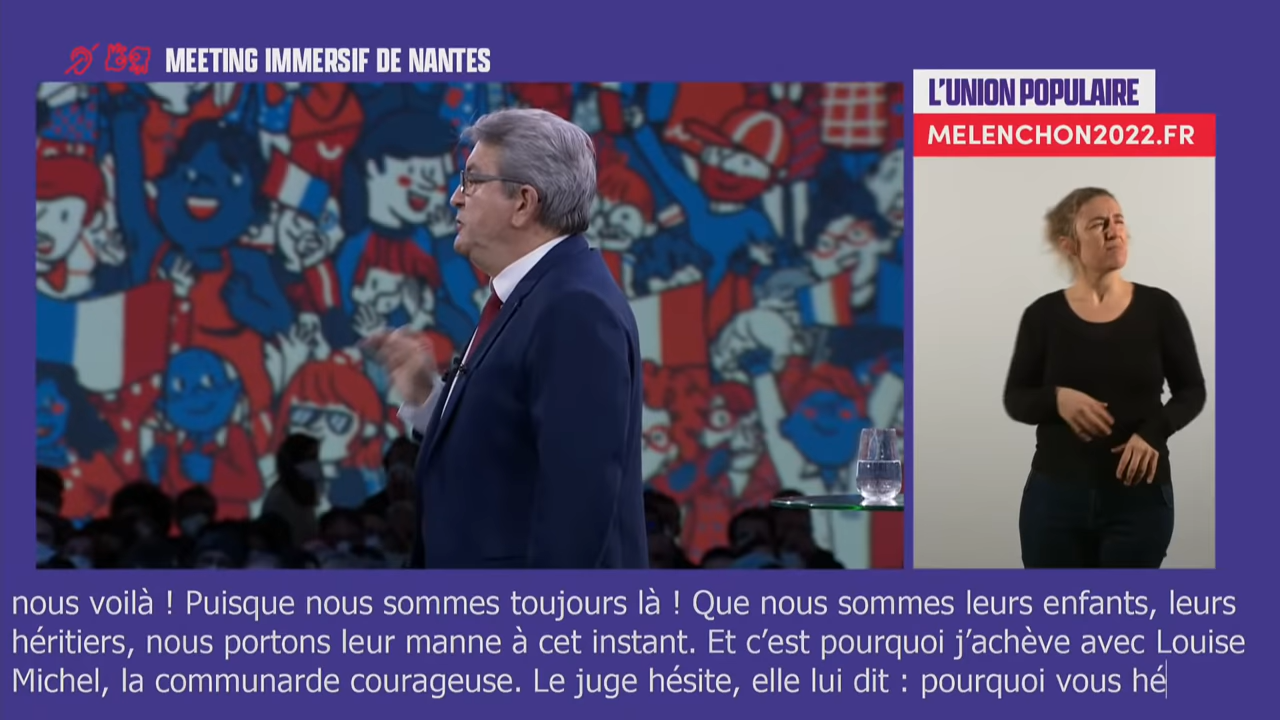 MEETING IMMERSIF DE NANTES
L'UNION POPULAIRE
MELENCHON2022.FR
nous voilà ! Puisque nous sommes toujours là ! Que nous sommes leurs enfants, leurs
héritiers, nous portons leur manne à cet instant. Et c’est pourquoi j’achève avec Louise
Michel, la communarde courageuse. Le juge hésite, elle lui dit : pourquoi vous hé